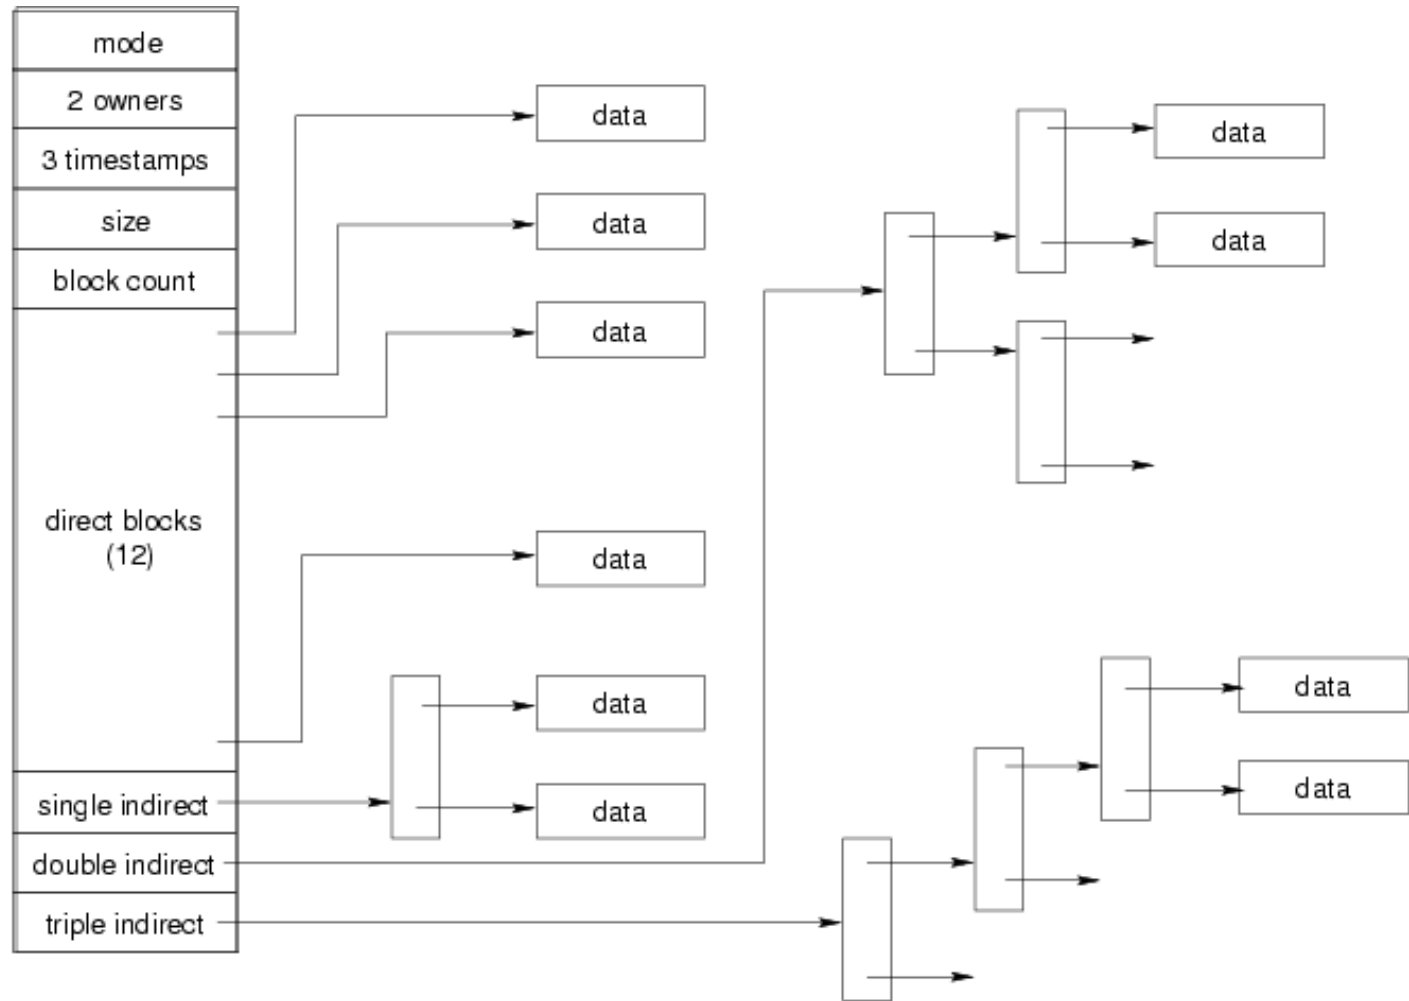 mode
2 owners
3 timestamps
size
block count
direct blocks
(12)
single indirect
double indirect
triple indirect
data
data
data
data
data
data
data
data
data
data